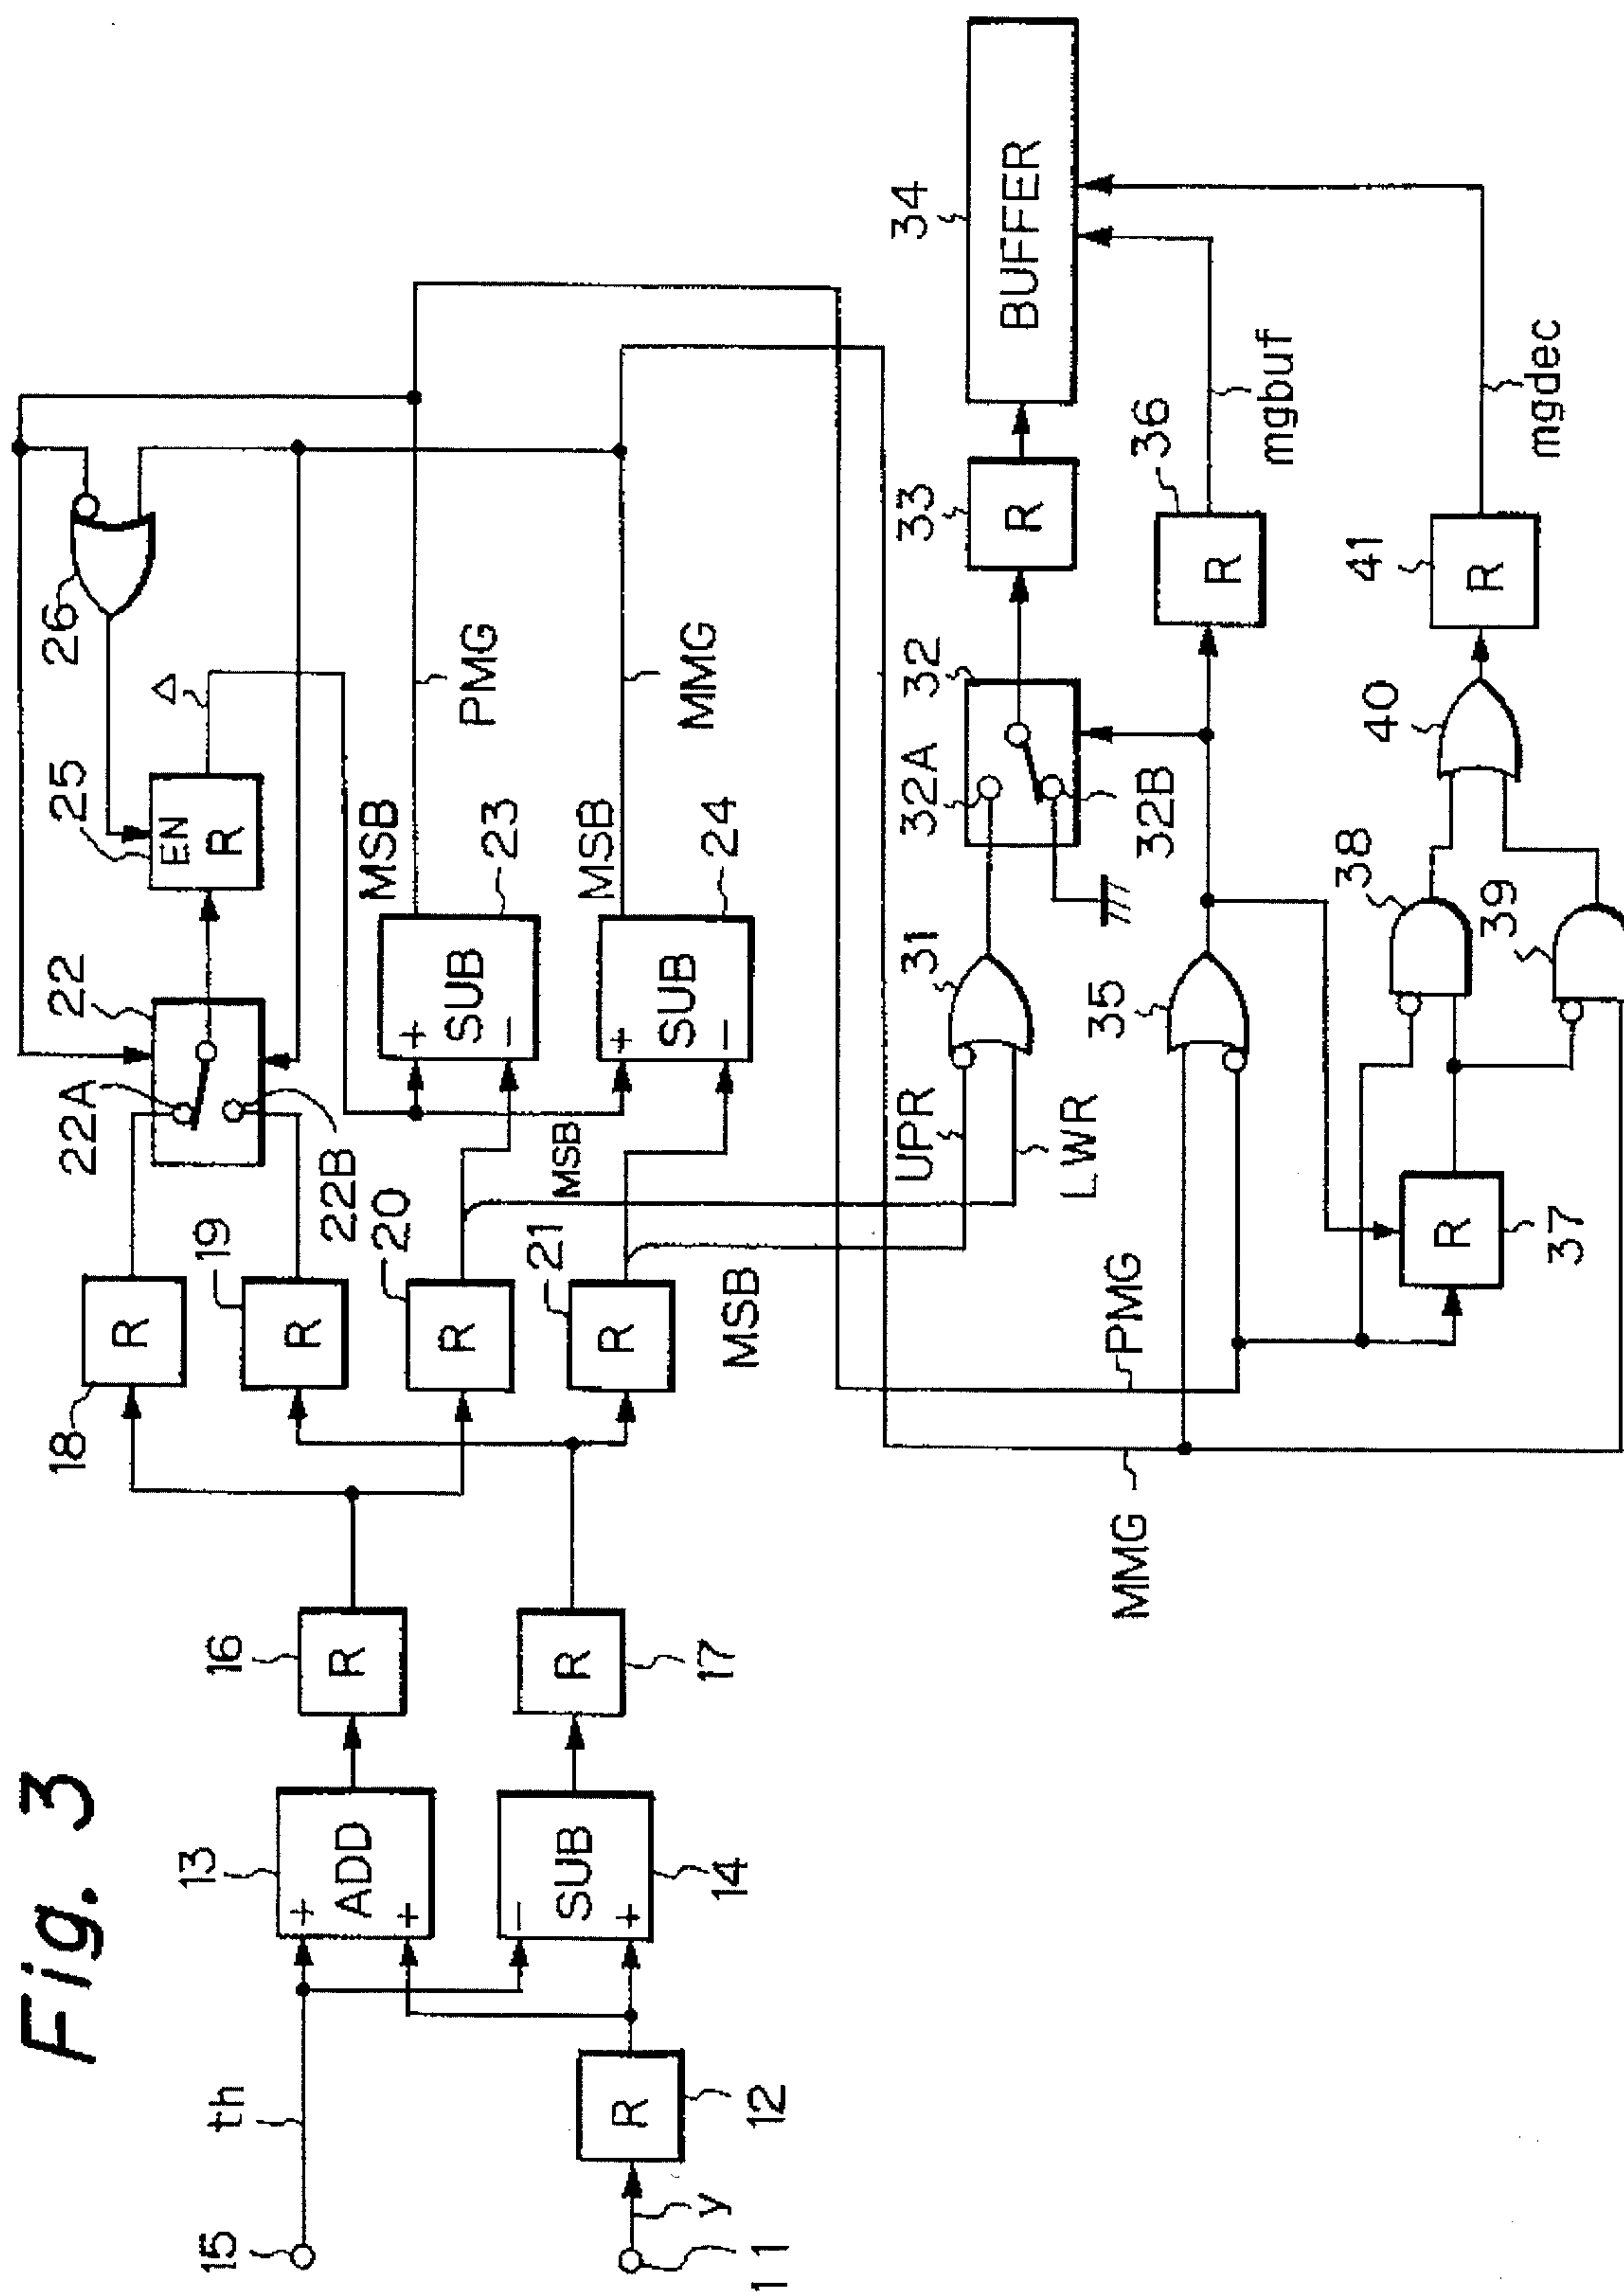 Fig. 3
15
th
11
y
12
R
13
ADD
+
+
14
SUB
−
+
16
R
17
R
18
R
19
R
20
R
21
R
MSB
MSB
22
22A
22B
25
EN
R
Δ
26
23
SUB
+
−
MSB
24
SUB
+
−
MSB
PMG
MMG
UPR
LWR
31
32
32A
32B
33
R
34
BUFFER
35
36
R
mgbuf
PMG
MMG
37
R
38
39
40
41
R
mgdec